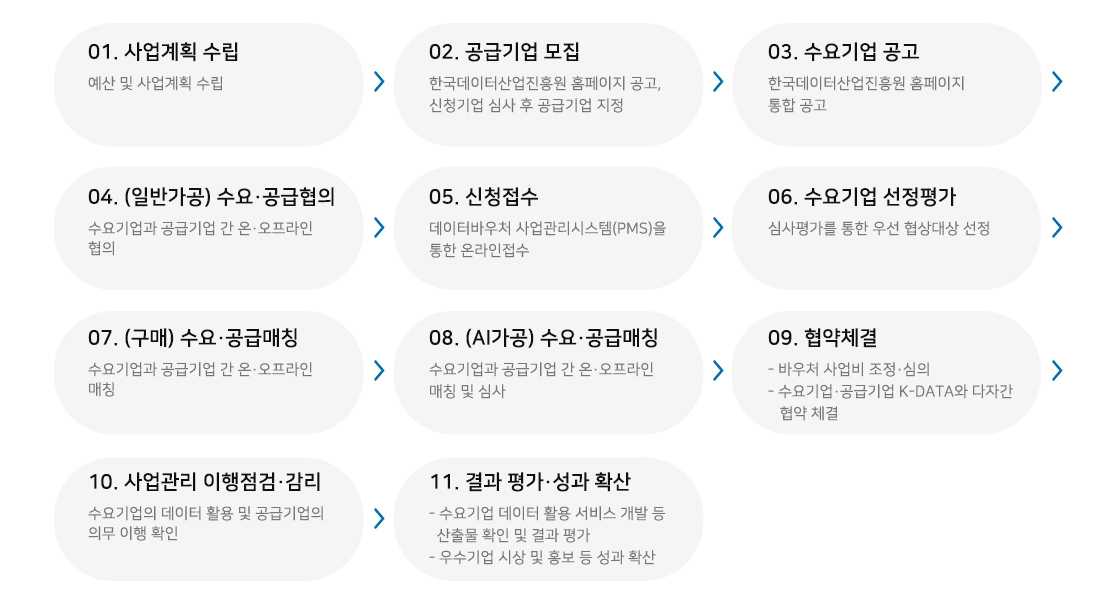 01. 사업계획 수립
예산 및 사업계획 수립
02. 공급기업 모집
한국데이터산업진흥원 홈페이지 공고,
신청기업 심사 후 공급기업 지정
03. 수요기업 공고
한국데이터산업진흥원 홈페이지
통합 공고
04. (일반가공) 수요·공급협의
수요기업과 공급기업 간 온·오프라인
협의
05. 신청접수
데이터바우처 사업관리시스템(PMS)을
통한 온라인접수
06. 수요기업 선정평가
심사평가를 통한 우선 협상대상 선정
07. (구매) 수요·공급매칭
수요기업과 공급기업 간 온·오프라인
매칭
08. (AI가공) 수요·공급매칭
수요기업과 공급기업 간 온·오프라인
매칭 및 심사
09. 협약체결
- 바우처 사업비 조정·심의
- 수요기업·공급기업 K-DATA와 다자간
협약 체결
10. 사업관리 이행점검·감리
수요기업의 데이터 활용 및 공급기업의
의무 이행 확인
11. 결과 평가·성과 확산
- 수요기업 데이터 활용 서비스 개발 등
산출물 확인 및 결과 평가
- 우수기업 시상 및 홍보 등 성과 확산